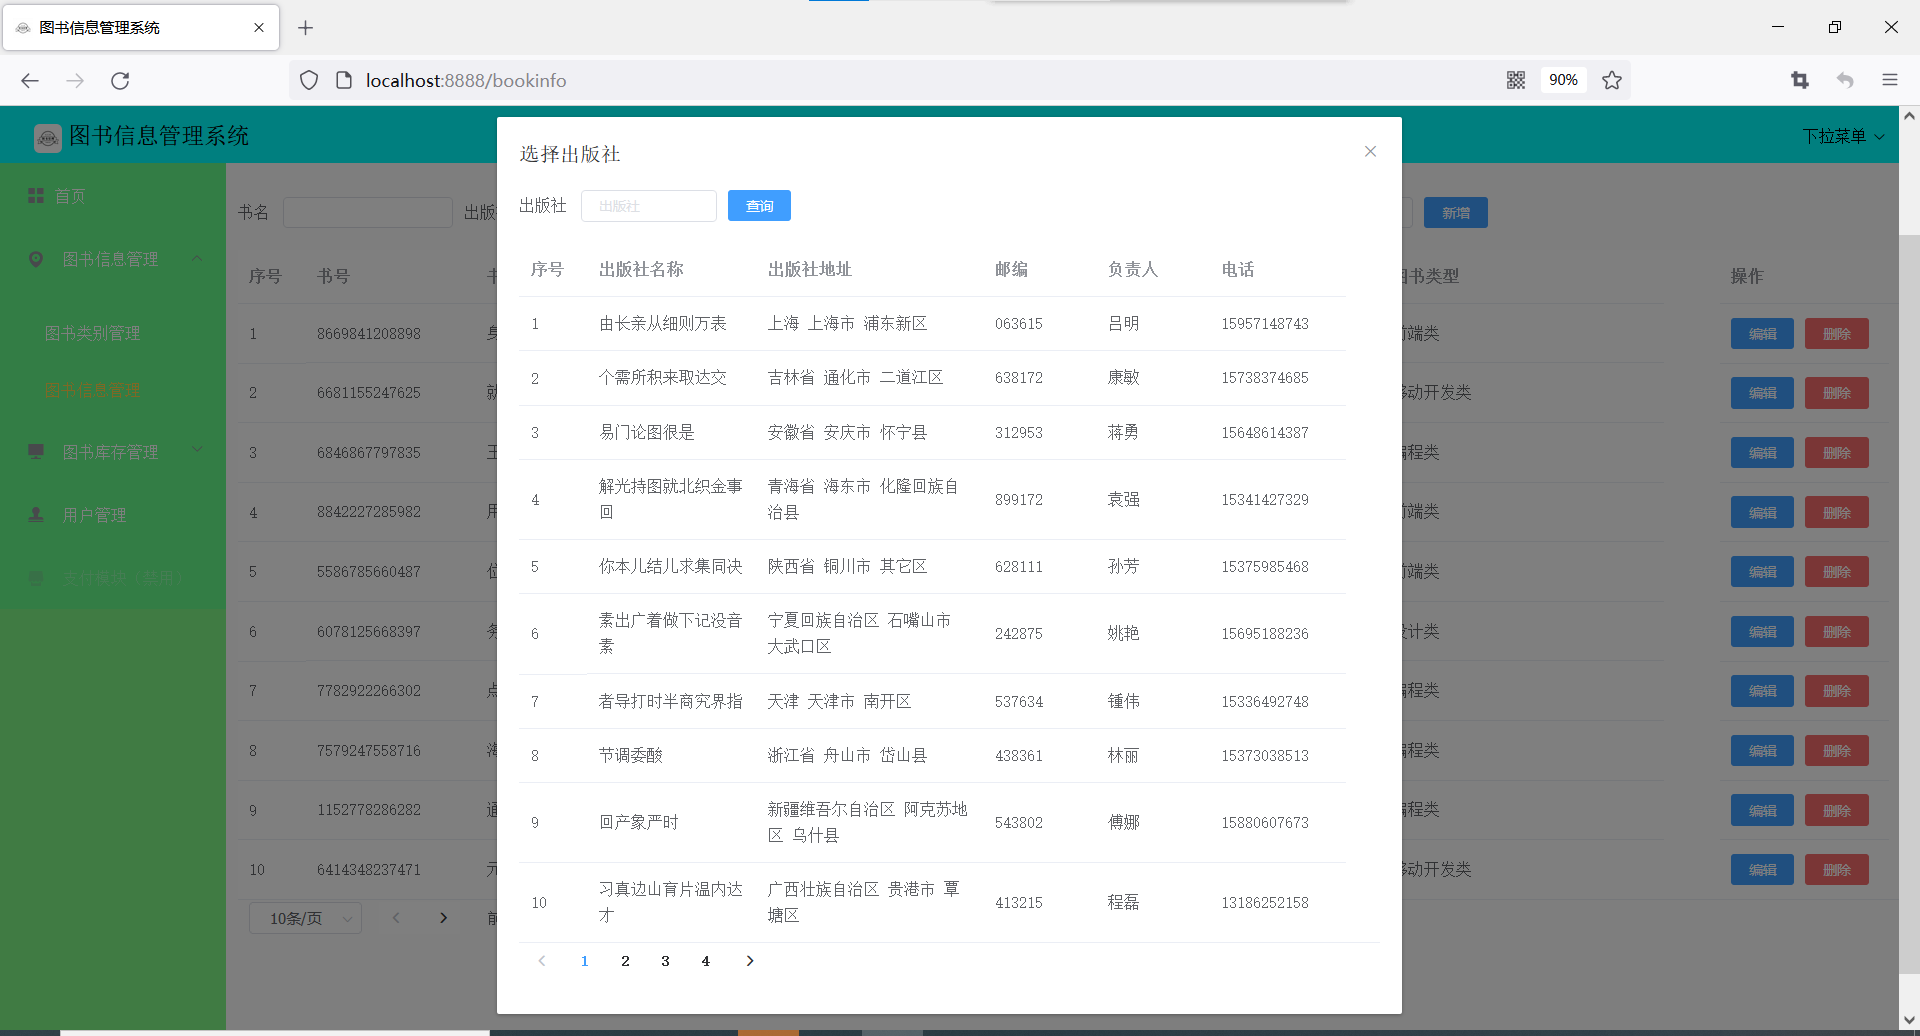 图书信息管理系统
localhost:8888/bookinfo
90%
图书信息管理系统
下拉菜单
首页
图书信息管理
图书类别管理
图书信息管理
图书库存管理
用户管理
支付模块（禁用）
书名
出版
新增
序号 书号
图书类型 操作
1 8669841208898
前端类 编辑 删除
2 6681155247625
移动开发类 编辑 删除
3 6846867797835
编程类 编辑 删除
4 8842227285982
前端类 编辑 删除
5 5586785660487
前端类 编辑 删除
6 6078125668397
设计类 编辑 删除
7 7782922266302
编程类 编辑 删除
8 7579247558716
编程类 编辑 删除
9 1152778286282
编程类 编辑 删除
10 6414348237471
移动开发类 编辑 删除
10条/页
前
选择出版社
出版社 出版社 查询
序号 出版社名称 出版社地址 邮编 负责人 电话
1 由长亲从细则万表 上海 上海市 浦东新区 063615 吕明 15957148743
2 个需所积来取达交 吉林省 通化市 二道江区 638172 康敏 15738374685
3 易门论图很是 安徽省 安庆市 怀宁县 312953 蒋勇 15648614387
4 解光持图就北织金事
回 青海省 海东市 化隆回族自
治县 899172 袁强 15341427329
5 你本儿结儿求集同决 陕西省 铜川市 其它区 628111 孙芳 15375985468
6 素出广着做下记没音
素 宁夏回族自治区 石嘴山市
大武口区 242875 姚艳 15695188236
7 者导打时半商究界指 天津 天津市 南开区 537634 锺伟 15336492748
8 节调委酸 浙江省 舟山市 岱山县 438361 林丽 15373038513
9 回产象严时 新疆维吾尔自治区 阿克苏地
区 乌什县 543802 傅娜 15880607673
10 习真边山育片温内达
才 广西壮族自治区 贵港市 覃
塘区 413215 程磊 13186252158
1 2 3 4